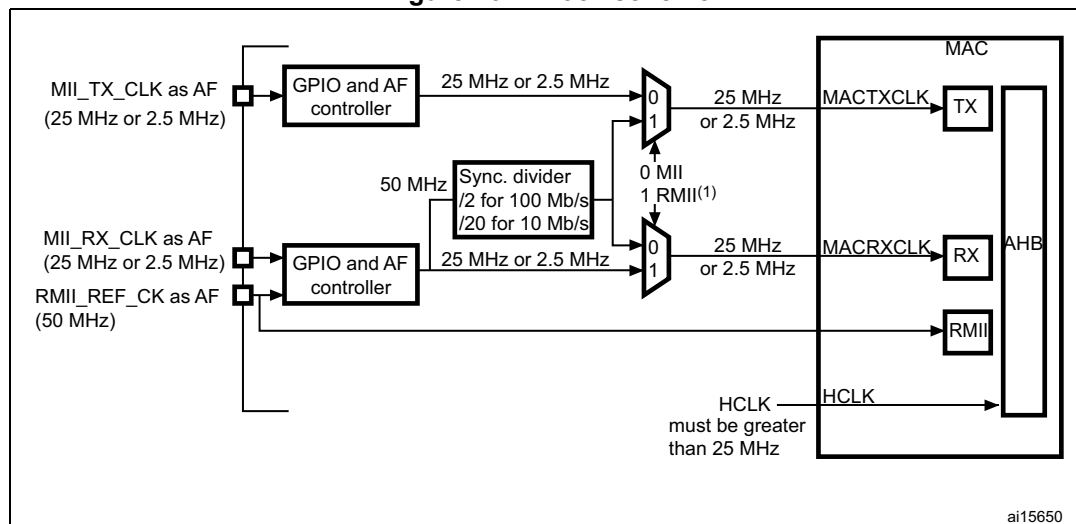 MAC
MII_TX_CLK as AF
(25 MHz or 2.5 MHz)
GPIO and AF
controller
25 MHz or 2.5 MHz
0
1
25 MHz
or 2.5 MHz
MACTXCLK
TX
50 MHz
Sync. divider
/2 for 100 Mb/s
/20 for 10 Mb/s
0 MII
1 RMII(1)
MII_RX_CLK as AF
(25 MHz or 2.5 MHz)
RMII_REF_CK as AF
(50 MHz)
GPIO and AF
controller
25 MHz or 2.5 MHz
0
1
25 MHz
or 2.5 MHz
MACRXCLK
RX
AHB
RMII
HCLK
must be greater
than 25 MHz
HCLK
ai15650